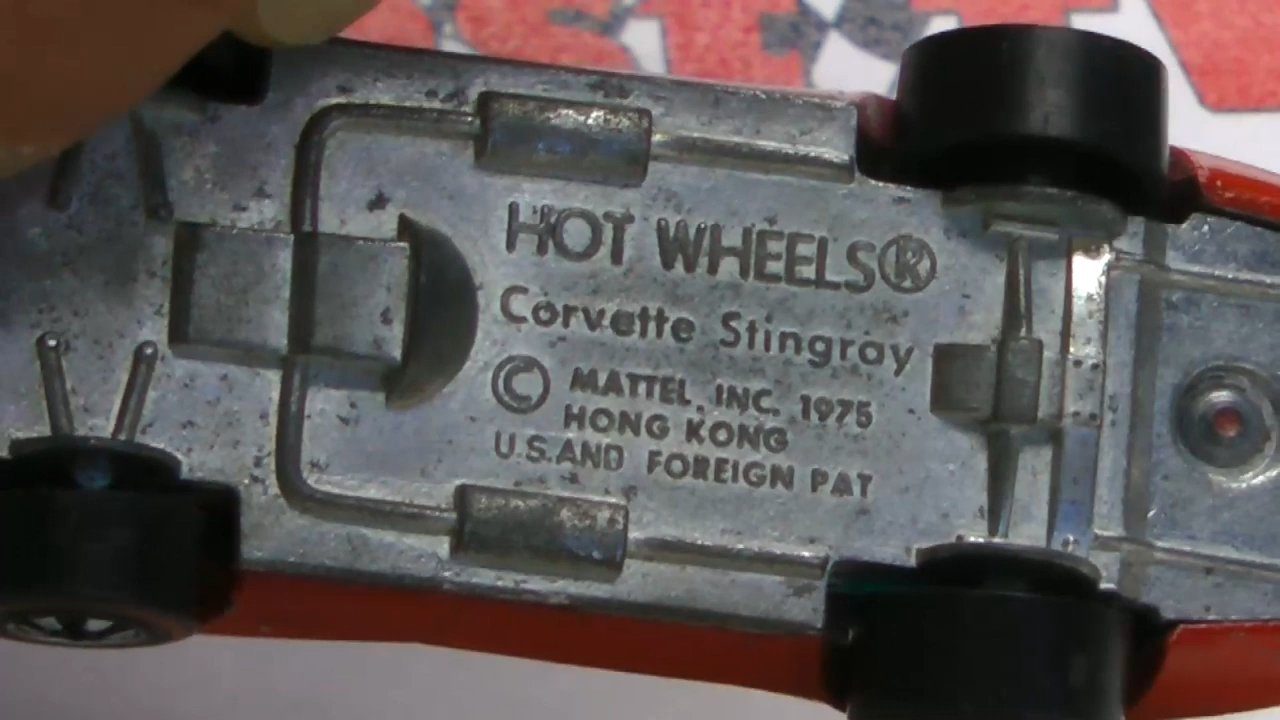 HOT WHEELS®
Corvette Stingray
© MATTEL, INC. 1975
HONG KONG
U.S.AND FOREIGN PAT